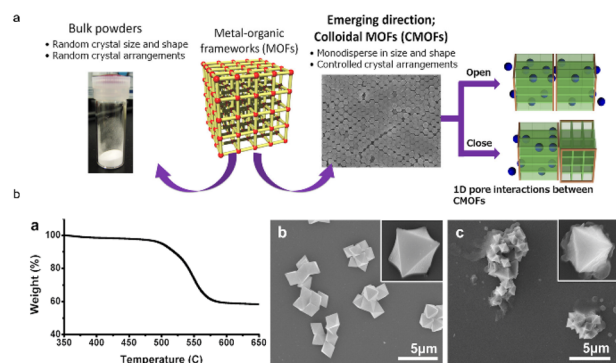 a
Bulk powders
• Random crystal size and shape
• Random crystal arrangements
Metal-organic
frameworks (MOFs)
Emerging direction;
Colloidal MOFs (CMOFs)
• Monodisperse in size and shape
• Controlled crystal arrangements
Open
Close
1D pore interactions between
CMOFs
b
a
Weight (%)
100
80
60
40
350 400 450 500 550 600 650
Temperature (C)
b
5μm
c
5μm